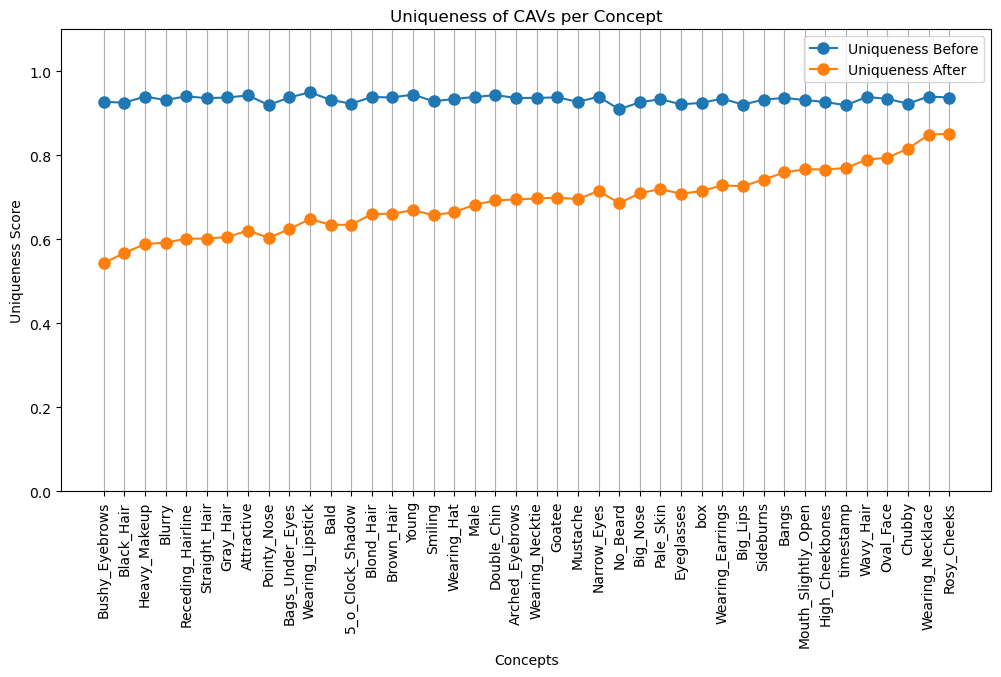 Uniqueness of CAVs per Concept
Uniqueness Before
Uniqueness After
Uniqueness Score
1.0
0.8
0.6
0.4
0.2
0.0
Bushy_Eyebrows
Black_Hair
Heavy_Makeup
Blurry
Receding_Hairline
Straight_Hair
Gray_Hair
Attractive
Pointy_Nose
Bags_Under_Eyes
Wearing_Lipstick
Bald
5_o_Clock_Shadow
Blond_Hair
Brown_Hair
Young
Smiling
Wearing_Hat
Male
Double_Chin
Arched_Eyebrows
Wearing_Necktie
Goatee
Mustache
Narrow_Eyes
No_Beard
Big_Nose
Pale_Skin
Eyeglasses
box
Wearing_Earrings
Big_Lips
Sideburns
Bangs
Mouth_Slightly_Open
High_Cheekbones
timestamp
Wavy_Hair
Oval_Face
Chubby
Wearing_Necklace
Rosy_Cheeks
Concepts